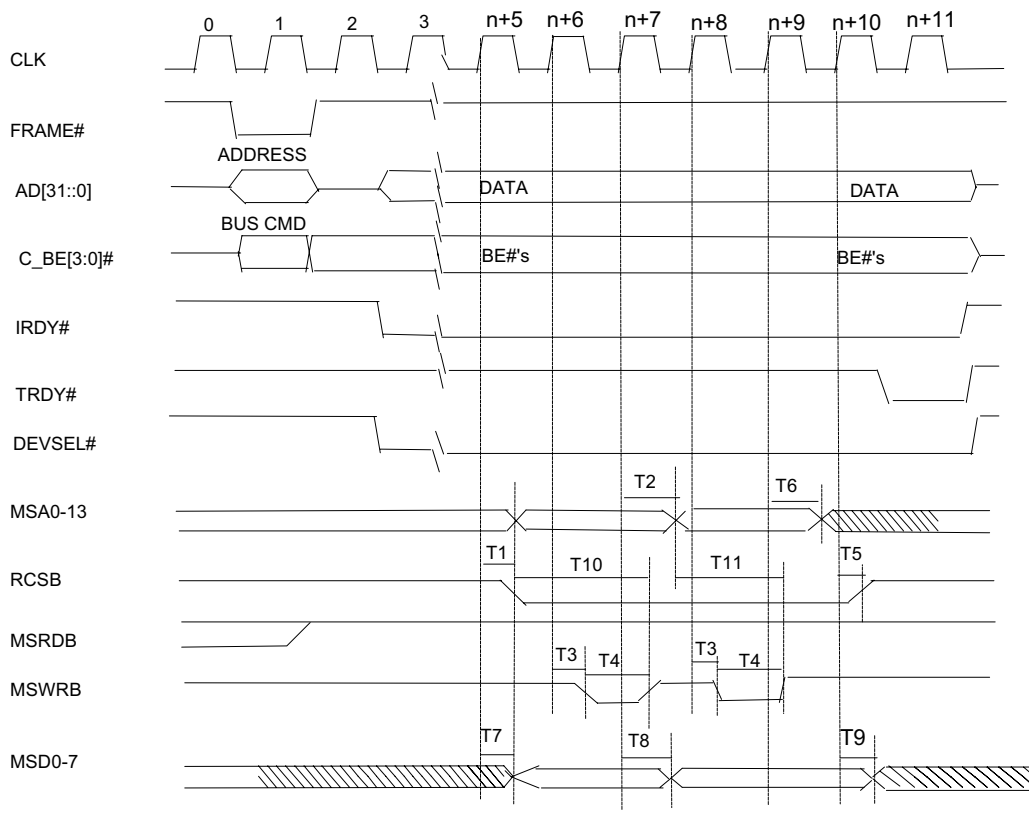 0 1 2 3 n+5 n+6 n+7 n+8 n+9 n+10 n+11
CLK
FRAME#
ADDRESS
AD[31::0] DATA DATA
BUS CMD
C_BE[3:0]# BE#'s BE#'s
IRDY#
TRDY#
DEVSEL#
T2 T6
MSA0-13
T1 T10 T11 T5
RCSB
MSRDB
T3 T4 T3 T4
MSWRB
T7 T8 T9
MSD0-7